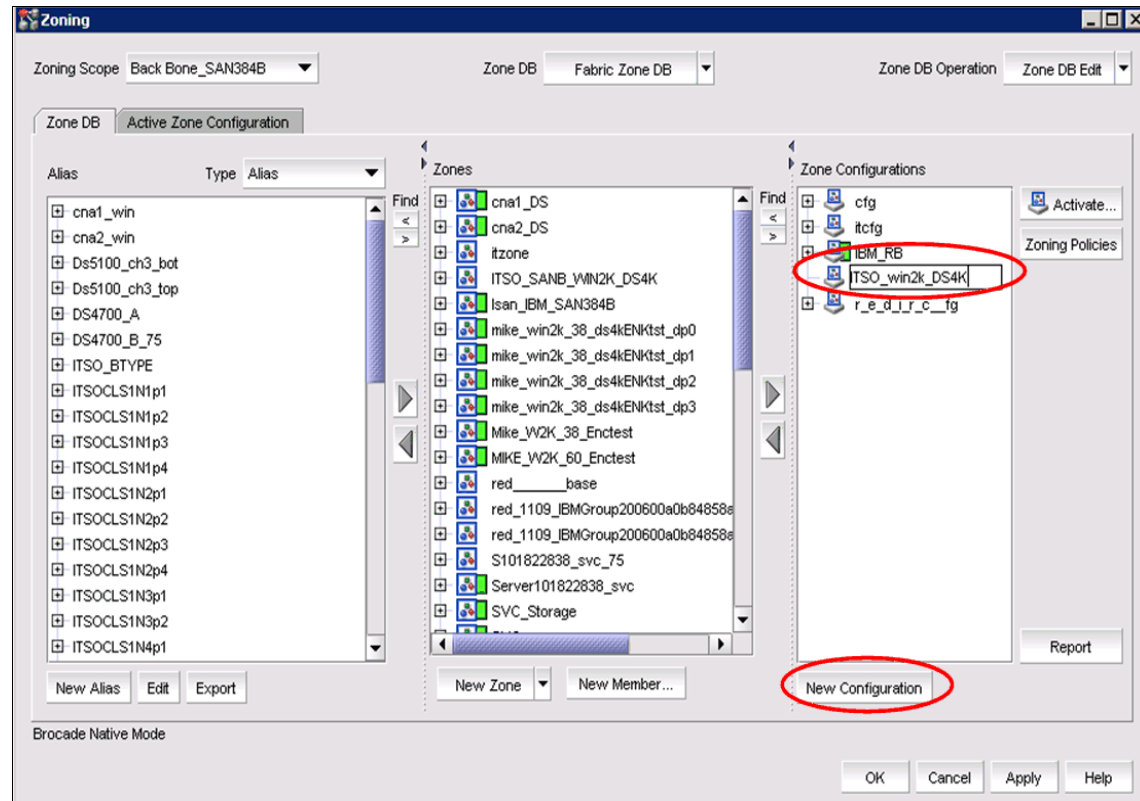 Zoning
Zoning Scope Back Bone_SAN384B
Zone DB Fabric Zone DB
Zone DB Operation Zone DB Edit
Zone DB Active Zone Configuration
Alias Type Alias
cna1_win
cna2_win
Ds5100_ch3_bot
Ds5100_ch3_top
DS4700_A
DS4700_B_75
ITSO_BTYPE
ITSOCLS1N1p1
ITSOCLS1N1p2
ITSOCLS1N1p3
ITSOCLS1N1p4
ITSOCLS1N2p1
ITSOCLS1N2p2
ITSOCLS1N2p3
ITSOCLS1N2p4
ITSOCLS1N3p1
ITSOCLS1N3p2
ITSOCLS1N4p1
New Alias Edit Export
Find
<
>
Zones
cna1_DS
cna2_DS
itzone
ITSO_SANB_WIN2K_DS4K
lsan_IBM_SAN384B
mike_win2k_38_ds4kENKtst_dp0
mike_win2k_38_ds4kENKtst_dp1
mike_win2k_38_ds4kENKtst_dp2
mike_win2k_38_ds4kENKtst_dp3
Mike_W2K_38_Enctest
MIKE_W2K_60_Enctest
red_______base
red_1109_IBMGroup200600a0b84858a
red_1109_IBMGroup200600a0b84858a
S101822838_svc_75
Server101822838_svc
SVC_Storage
New Zone New Member...
Find
<
>
Zone Configurations
cfg
itcfg
IBM_RB
ITSO_win2k_DS4K
r_e_d_i_r_c__fg
New Configuration
Activate...
Zoning Policies
Report
Brocade Native Mode
OK Cancel Apply Help